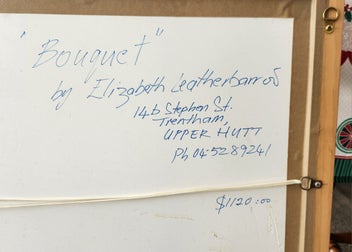 "Bouquet"
by Elizabeth Leatherbarrow
14b Stephen St.
Trentham,
UPPER HUTT
Ph 04 5289241
$1120:00